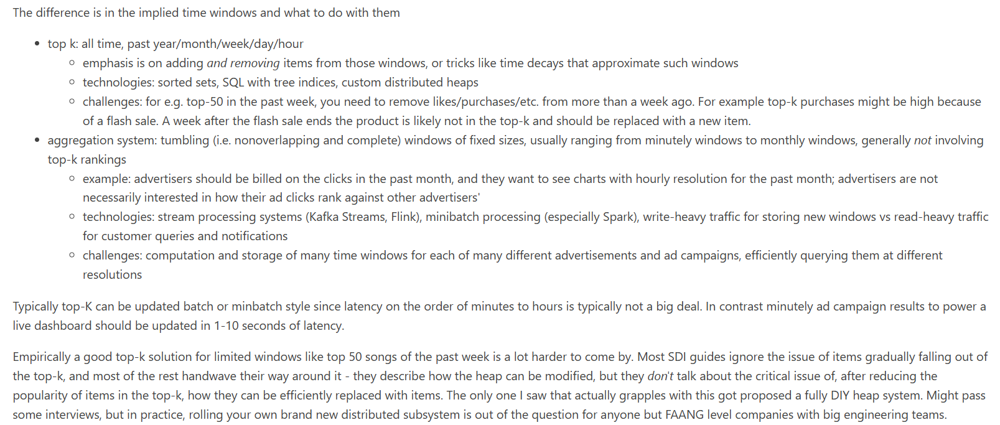 The difference is in the implied time windows and what to do with them
• top k: all time, past year/month/week/day/hour
◦ emphasis is on adding and removing items from those windows, or tricks like time decays that approximate such windows
◦ technologies: sorted sets, SQL with tree indices, custom distributed heaps
◦ challenges: for e.g. top-50 in the past week, you need to remove likes/purchases/etc. from more than a week ago. For example top-k purchases might be high because
of a flash sale. A week after the flash sale ends the product is likely not in the top-k and should be replaced with a new item.
• aggregation system: tumbling (i.e. nonoverlapping and complete) windows of fixed sizes, usually ranging from minutely windows to monthly windows, generally not involving
top-k rankings
◦ example: advertisers should be billed on the clicks in the past month, and they want to see charts with hourly resolution for the past month; advertisers are not
necessarily interested in how their ad clicks rank against other advertisers'
◦ technologies: stream processing systems (Kafka Streams, Flink), minibatch processing (especially Spark), write-heavy traffic for storing new windows vs read-heavy traffic
for customer queries and notifications
◦ challenges: computation and storage of many time windows for each of many different advertisements and ad campaigns, efficiently querying them at different
resolutions
Typically top-K can be updated batch or minbatch style since latency on the order of minutes to hours is typically not a big deal. In contrast minutely ad campaign results to power a
live dashboard should be updated in 1-10 seconds of latency.
Empirically a good top-k solution for limited windows like top 50 songs of the past week is a lot harder to come by. Most SDI guides ignore the issue of items gradually falling out of
the top-k, and most of the rest handwave their way around it - they describe how the heap can be modified, but they don't talk about the critical issue of, after reducing the
popularity of items in the top-k, how they can be efficiently replaced with items. The only one I saw that actually grapples with this got proposed a fully DIY heap system. Might pass
some interviews, but in practice, rolling your own brand new distributed subsystem is out of the question for anyone but FAANG level companies with big engineering teams.